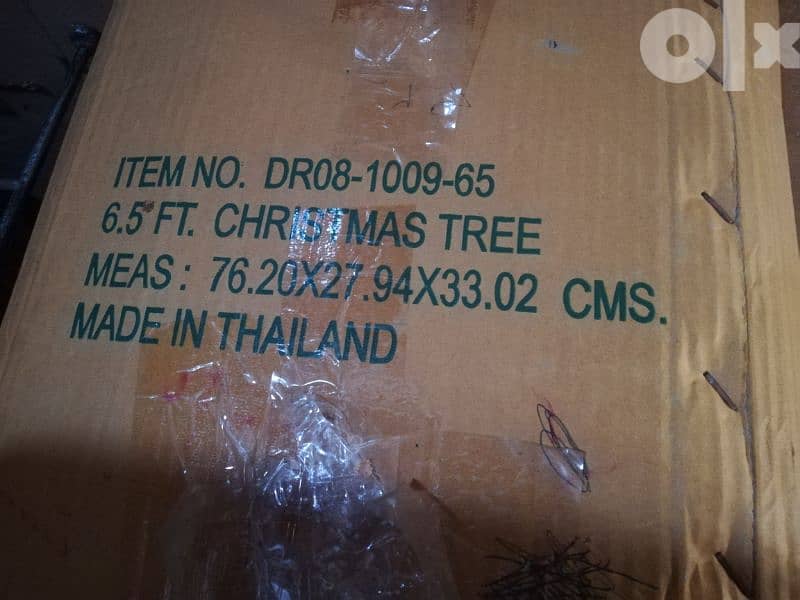 olx
ITEM NO. DR08-1009-65
6.5 FT. CHRISTMAS TREE
MEAS : 76.20X27.94X33.02 CMS.
MADE IN THAILAND